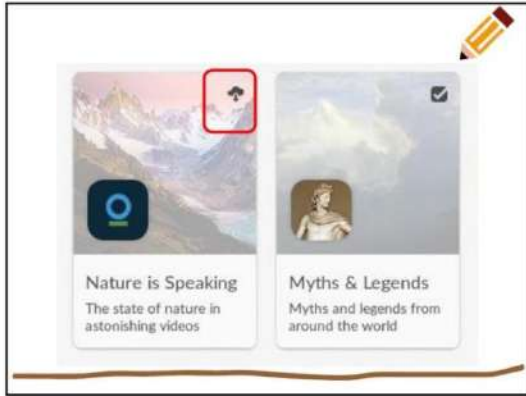 Nature is Speaking
The state of nature in
astonishing videos
Myths & Legends
Myths and legends from
around the world